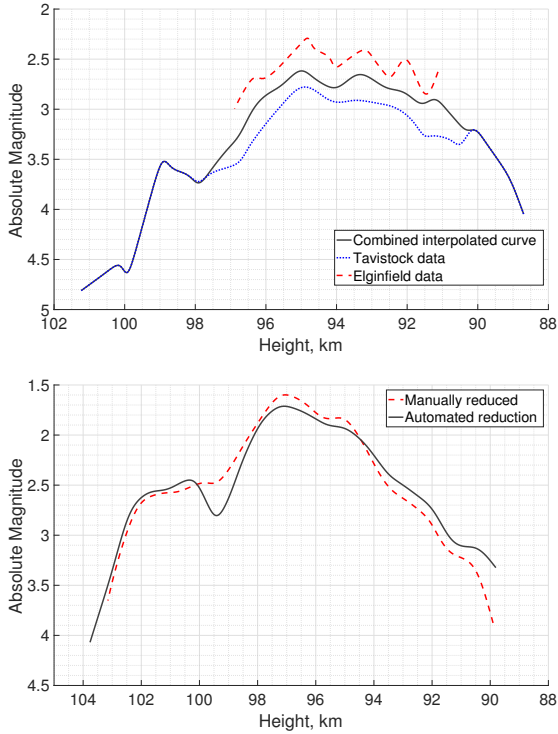 2
2.5
3
3.5
4
4.5
5
Absolute Magnitude
Combined interpolated curve
Tavistock data
Elginfield data
102 100 98 96 94 92 90 88
Height, km
1.5
2
2.5
3
3.5
4
4.5
Absolute Magnitude
Manually reduced
Automated reduction
104 102 100 98 96 94 92 90 88
Height, km